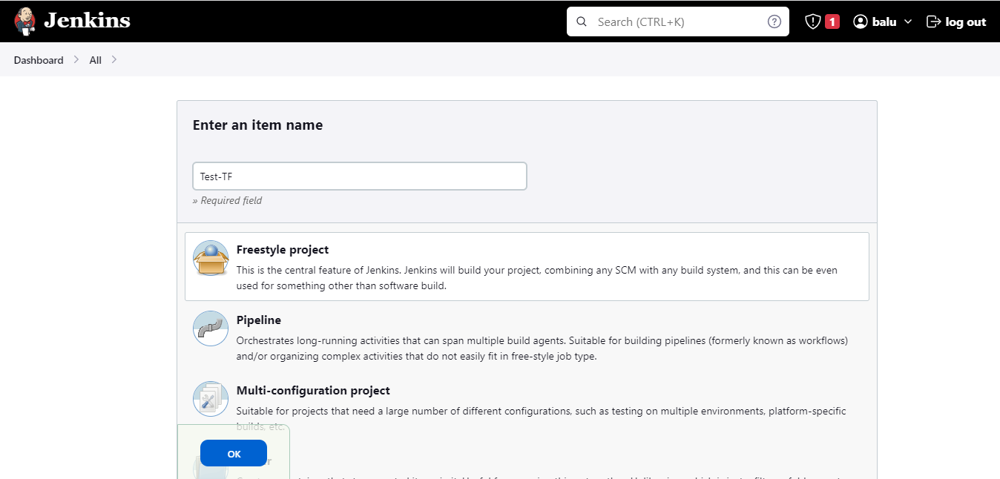 Jenkins
Search (CTRL+K)
?
1
balu
log out
Dashboard
All
Enter an item name
Test-TF
» Required field
Freestyle project
This is the central feature of Jenkins. Jenkins will build your project, combining any SCM with any build system, and this can be even
used for something other than software build.
Pipeline
Orchestrates long-running activities that can span multiple build agents. Suitable for building pipelines (formerly known as workflows)
and/or organizing complex activities that do not easily fit in free-style job type.
Multi-configuration project
Suitable for projects that need a large number of different configurations, such as testing on multiple environments, platform-specific
builds, etc.
OK